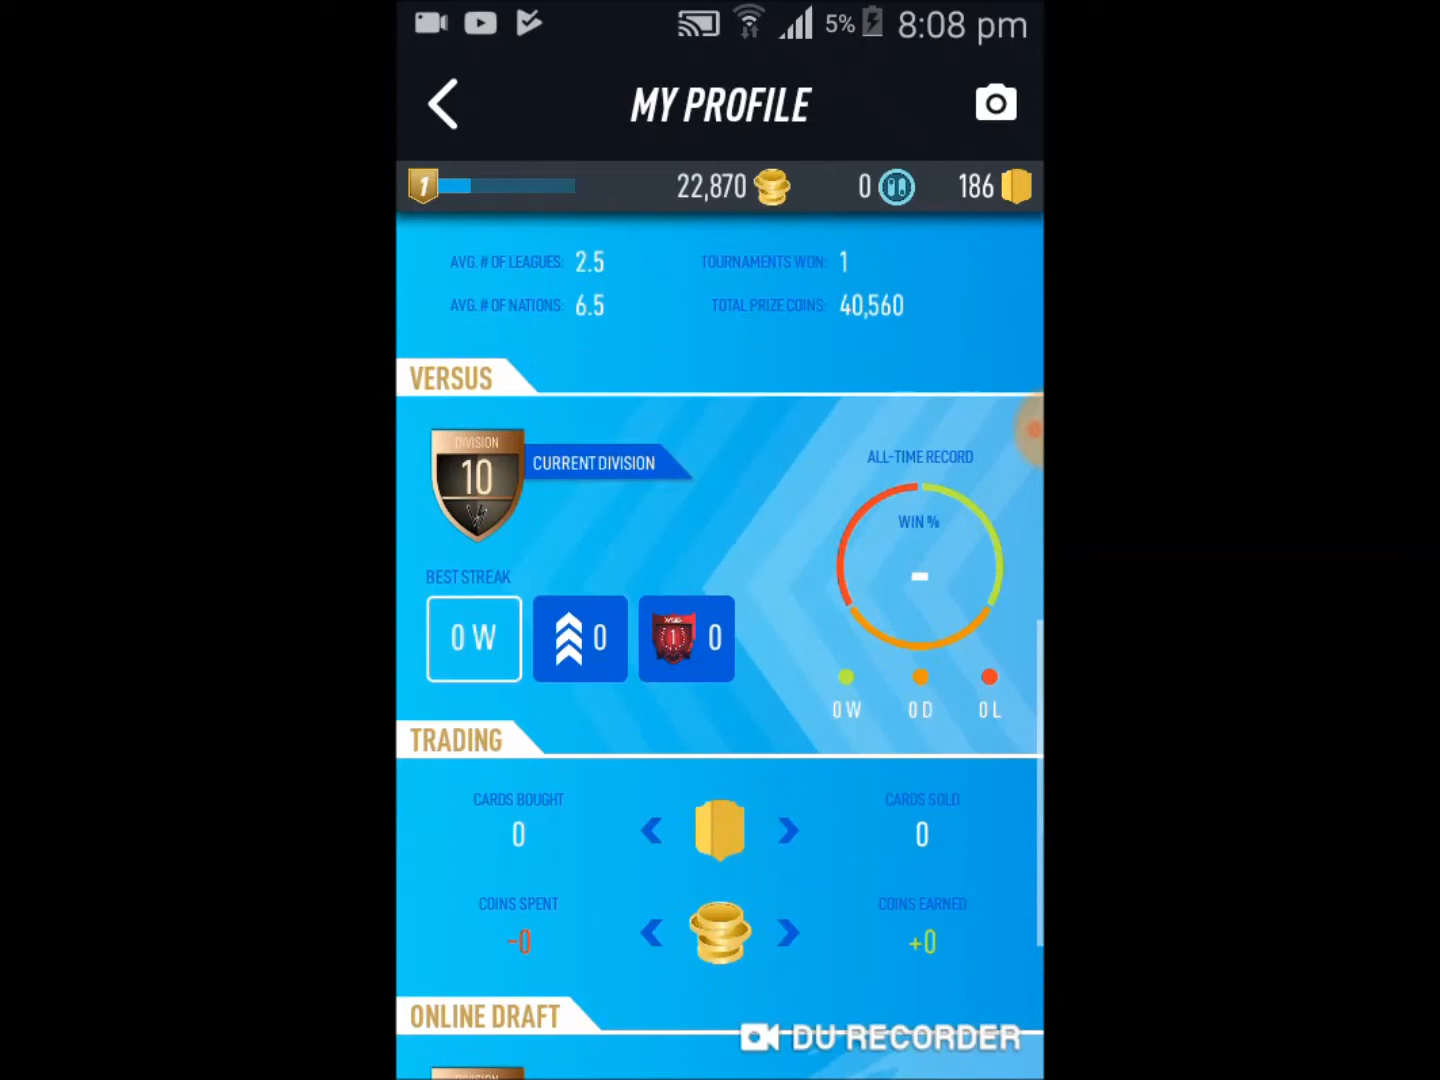 5% 8:08 pm
MY PROFILE
1 22,870 0 186
AVG. # OF LEAGUES: 2.5 TOURNAMENTS WON: 1
AVG. # OF NATIONS: 6.5 TOTAL PRIZE COINS: 40,560
VERSUS
DIVISION
10
CURRENT DIVISION
ALL-TIME RECORD
WIN %
-
BEST STREAK
0 W 0 1 0
0 W 0 D 0 L
TRADING
CARDS BOUGHT CARDS SOLD
0 0
COINS SPENT COINS EARNED
-0 +0
ONLINE DRAFT
DU RECORDER
DIVISION